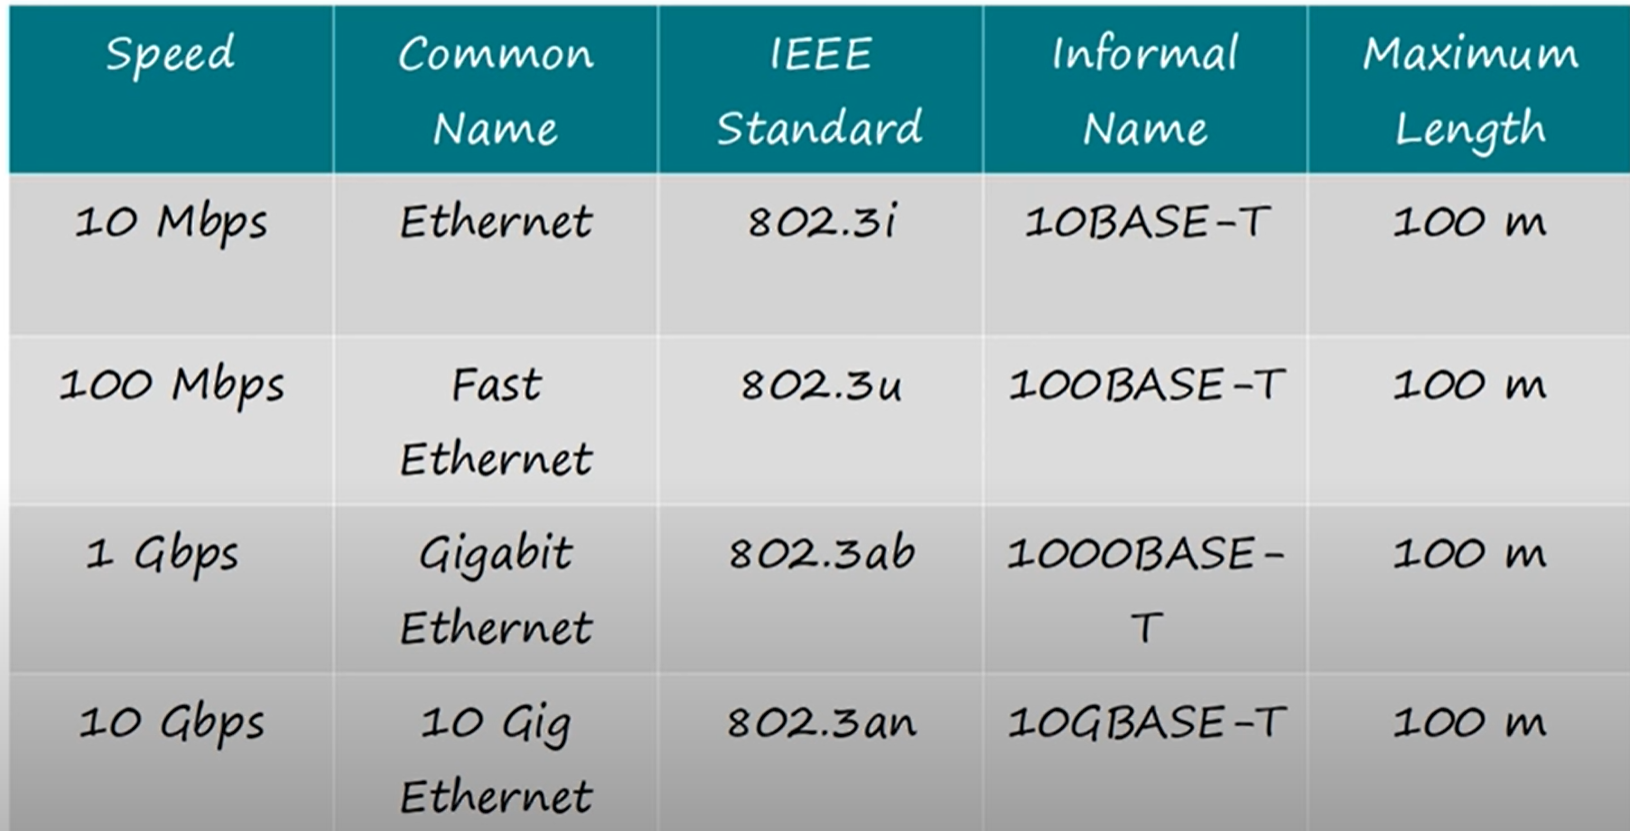 Speed
Common
Name
IEEE
Standard
Informal
Name
Maximum
Length
10 Mbps
Ethernet
802.3i
10BASE-T
100 m
100 Mbps
Fast
Ethernet
802.3u
100BASE-T
100 m
1 Gbps
Gigabit
Ethernet
802.3ab
1000BASE-
T
100 m
10 Gbps
10 Gig
Ethernet
802.3an
10GBASE-T
100 m